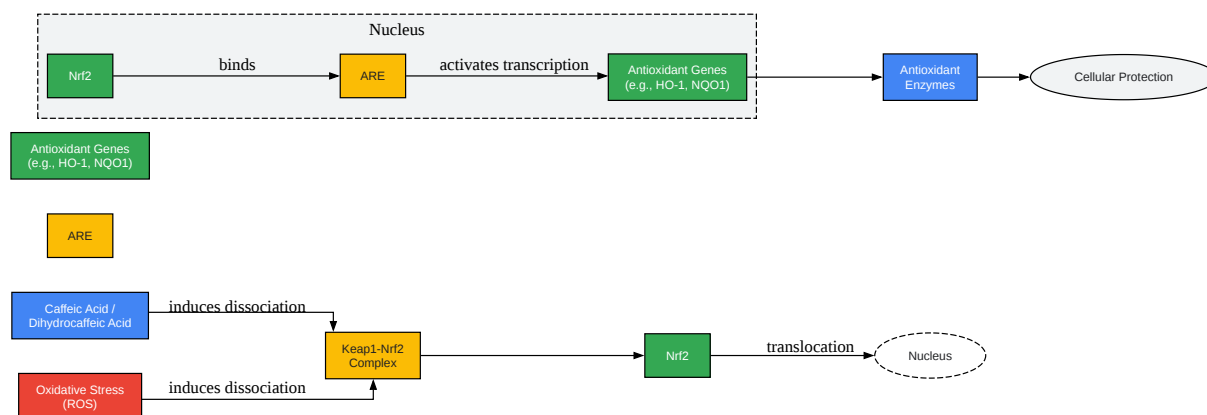 Nucleus
Nrf2
binds
ARE
activates transcription
Antioxidant Genes
(e.g., HO-1, NQO1)
Antioxidant
Enzymes
Cellular Protection
Antioxidant Genes
(e.g., HO-1, NQO1)
ARE
Caffeic Acid /
Dihydrocaffeic Acid
induces dissociation
Keap1-Nrf2
Complex
Nrf2
translocation
Nucleus
Oxidative Stress
(ROS)
induces dissociation